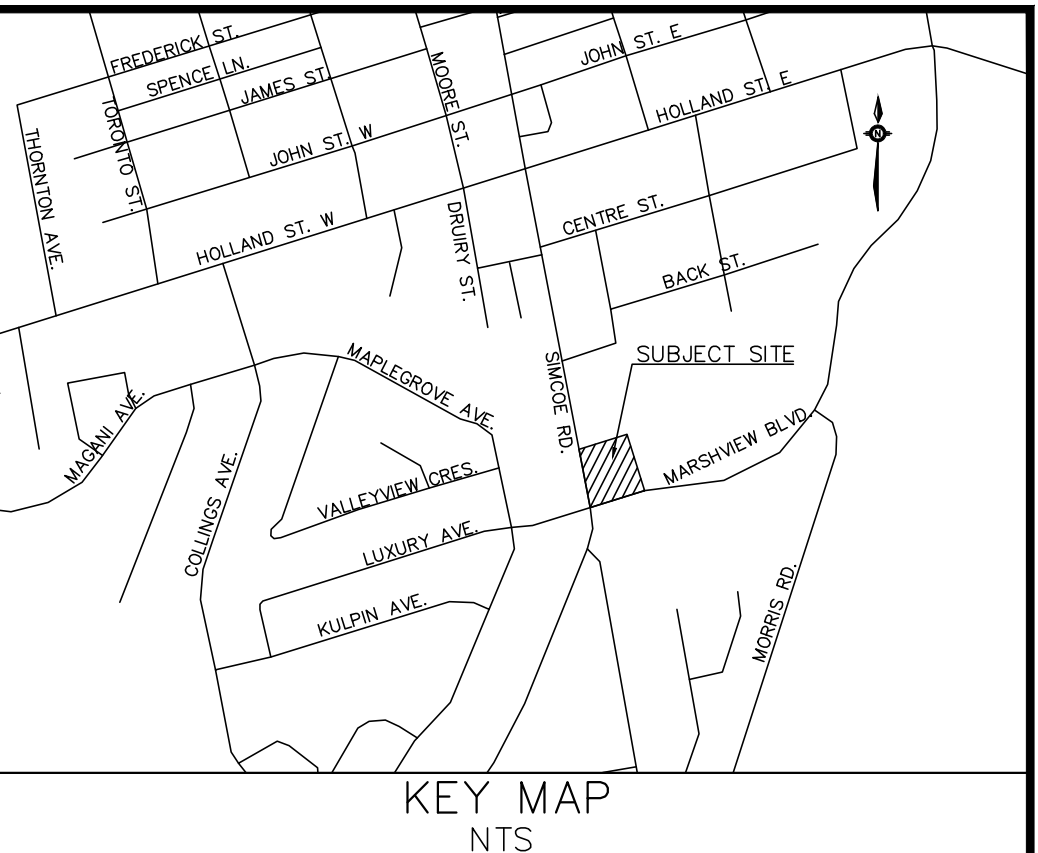 FREDERICK ST.
SPENCE LN.
JAMES ST.
JOHN ST. W
JOHN ST. E
HOLLAND ST. E
MOORE ST.
TORONTO ST.
THORNTON AVE.
HOLLAND ST. W
DRUIRY ST.
CENTRE ST.
BACK ST.
N
SUBJECT SITE
SIMCOE RD.
MAPLEGROVE AVE.
MAGANI AVE.
MARSHVIEW BLVD.
COLLINGS AVE.
VALLEYVIEW CRES.
LUXURY AVE.
KULPIN AVE.
MORRIS RD.
KEY MAP
NTS